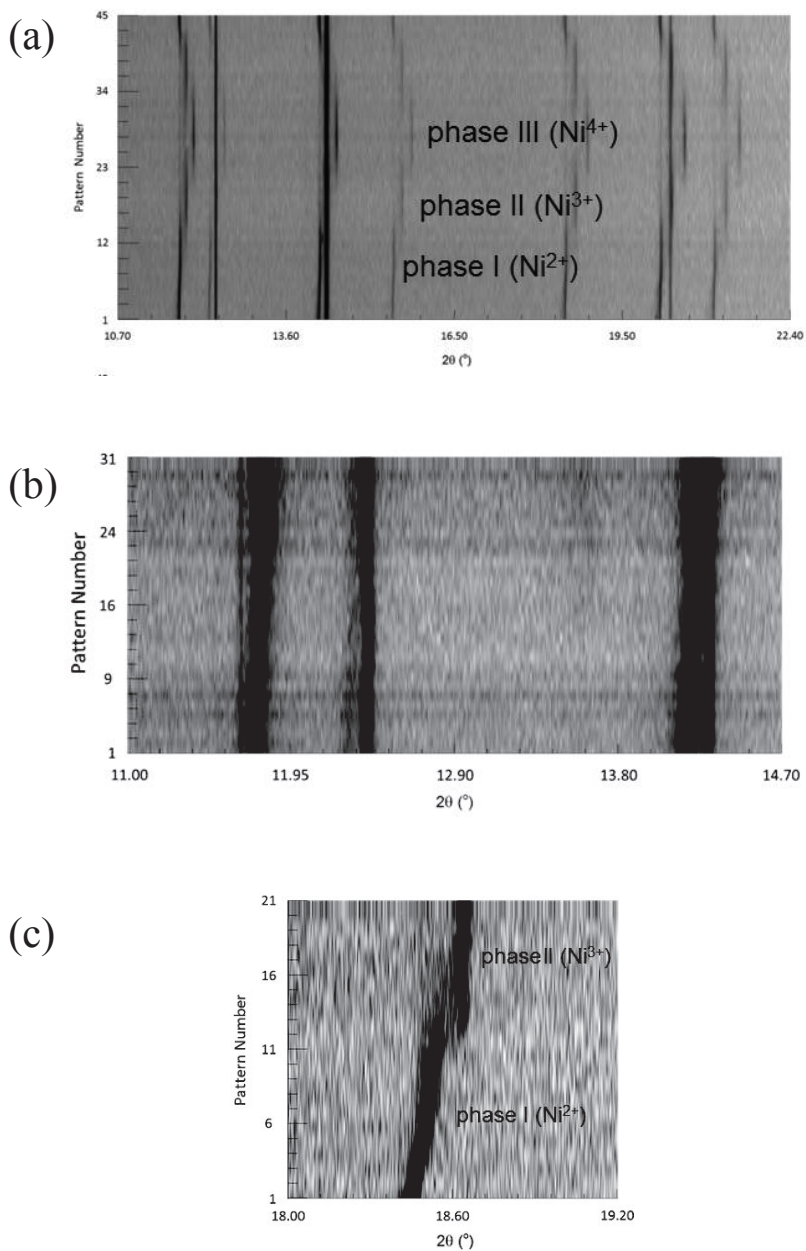 (a)
45
34
23
12
1
Pattern Number
phase III (Ni⁴⁺)
phase II (Ni³⁺)
phase I (Ni²⁺)
10.70 13.60 16.50 19.50 22.40
2θ (°)
(b)
31
24
16
9
1
Pattern Number
11.00 11.95 12.90 13.80 14.70
2θ (°)
(c)
21
16
11
6
1
Pattern Number
phase II (Ni³⁺)
phase I (Ni²⁺)
18.00 18.60 19.20
2θ (°)